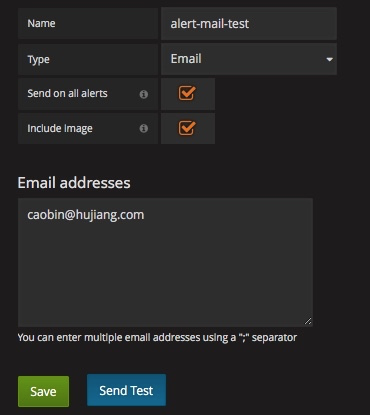 Name alert-mail-test
Type Email
Send on all alerts
Include image
Email addresses
caobin@hujiang.com
You can enter multiple email addresses using a ";" separator
Save Send Test